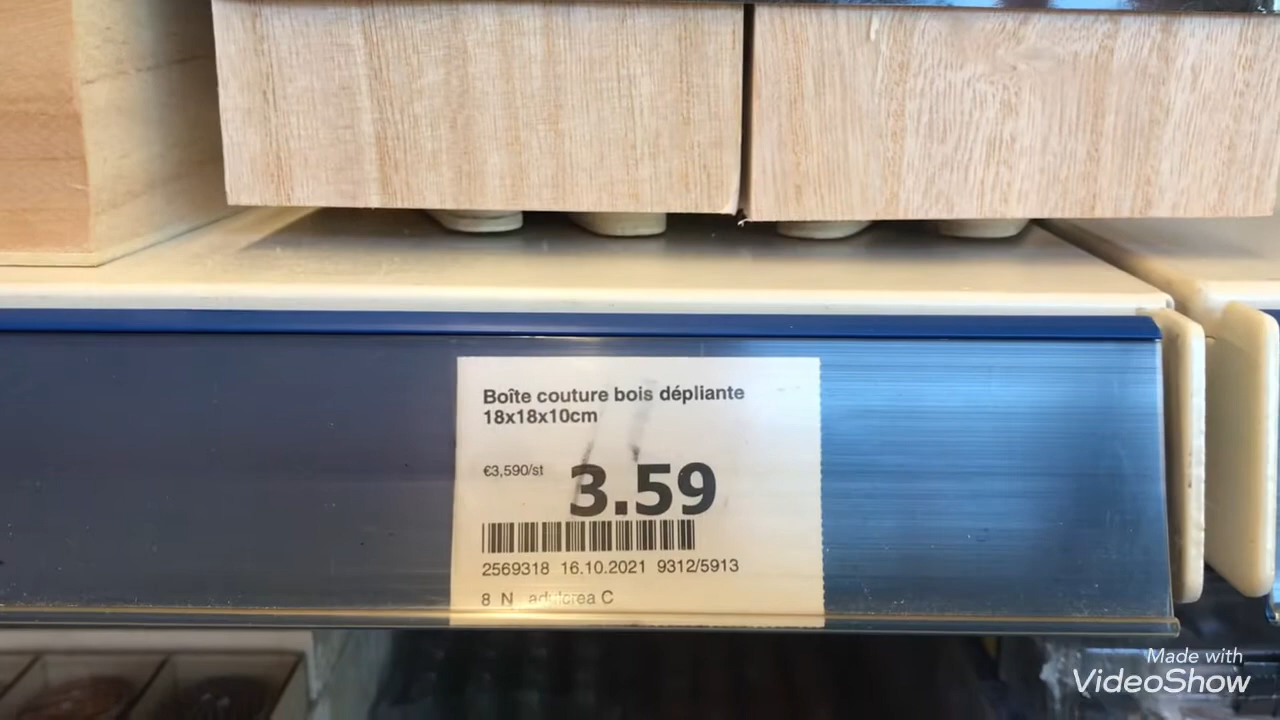 Boîte couture bois dépliante
18x18x10cm
€3,590/st
3.59
2569318 16.10.2021 9312/5913
8 N adulcrea C
Made with
VideoShow